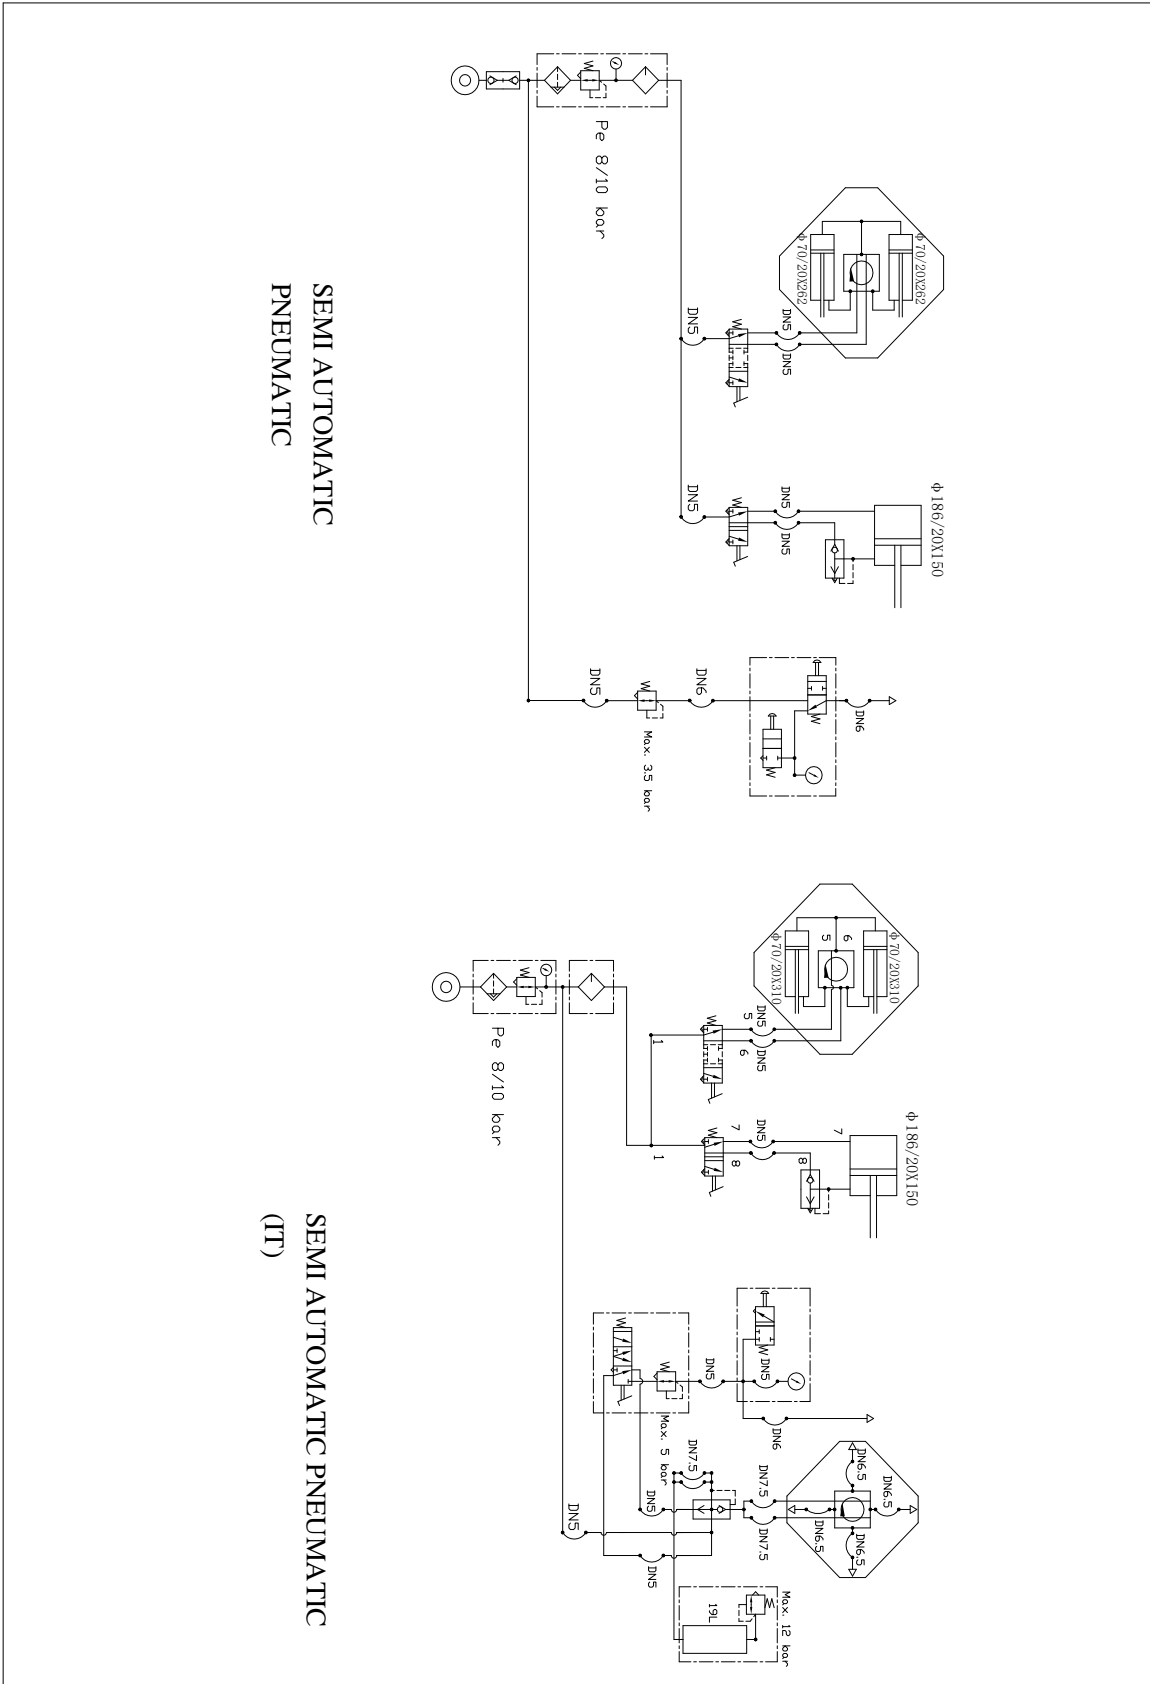 Pe 8/10 bar
ϕ70/20X262
ϕ70/20X262
DN5
DN5
DN5
ϕ186/20X150
DN5
DN5
DN5
DN6
DN6
DN5
Max. 3.5 bar
SEMI AUTOMATIC
PNEUMATIC
ϕ70/20X310
ϕ70/20X310
6
5
DN5
5
DN5
6
1
Pe 8/10 bar
ϕ186/20X150
7
DN5
7
8
8
1
DN5
DN5
DN6
Max. 5 bar
DN7.5
DN5
DN7.5
DN7.5
DN6.5
DN6.5
DN6.5
DN6.5
DN5
DN5
Max. 12 bar
19L
SEMI AUTOMATIC PNEUMATIC
(IT)